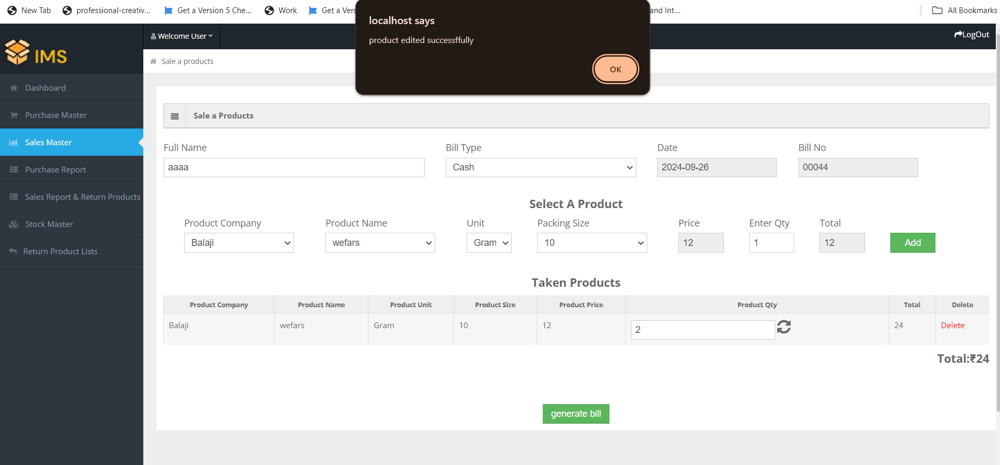 New Tab professional-creativ... Get a Version 5 Che... Work Get a Vers and Int... All Bookmarks
localhost says
product edited successffully
OK
IMS
Welcome User
LogOut
Sale a products
Dashboard
Purchase Master
Sales Master
Purchase Report
Sales Report & Return Products
Stock Master
Return Product Lists
Sale a Products
Full Name Bill Type Date Bill No
aaaa Cash 2024-09-26 00044
Select A Product
Product Company Product Name Unit Packing Size Price Enter Qty Total
Balaji wefars Gram 10 12 1 12 Add
Taken Products
Product Company Product Name Product Unit Product Size Product Price Product Qty Total Delete
Balaji wefars Gram 10 12 2 24 Delete
Total:₹24
generate bill